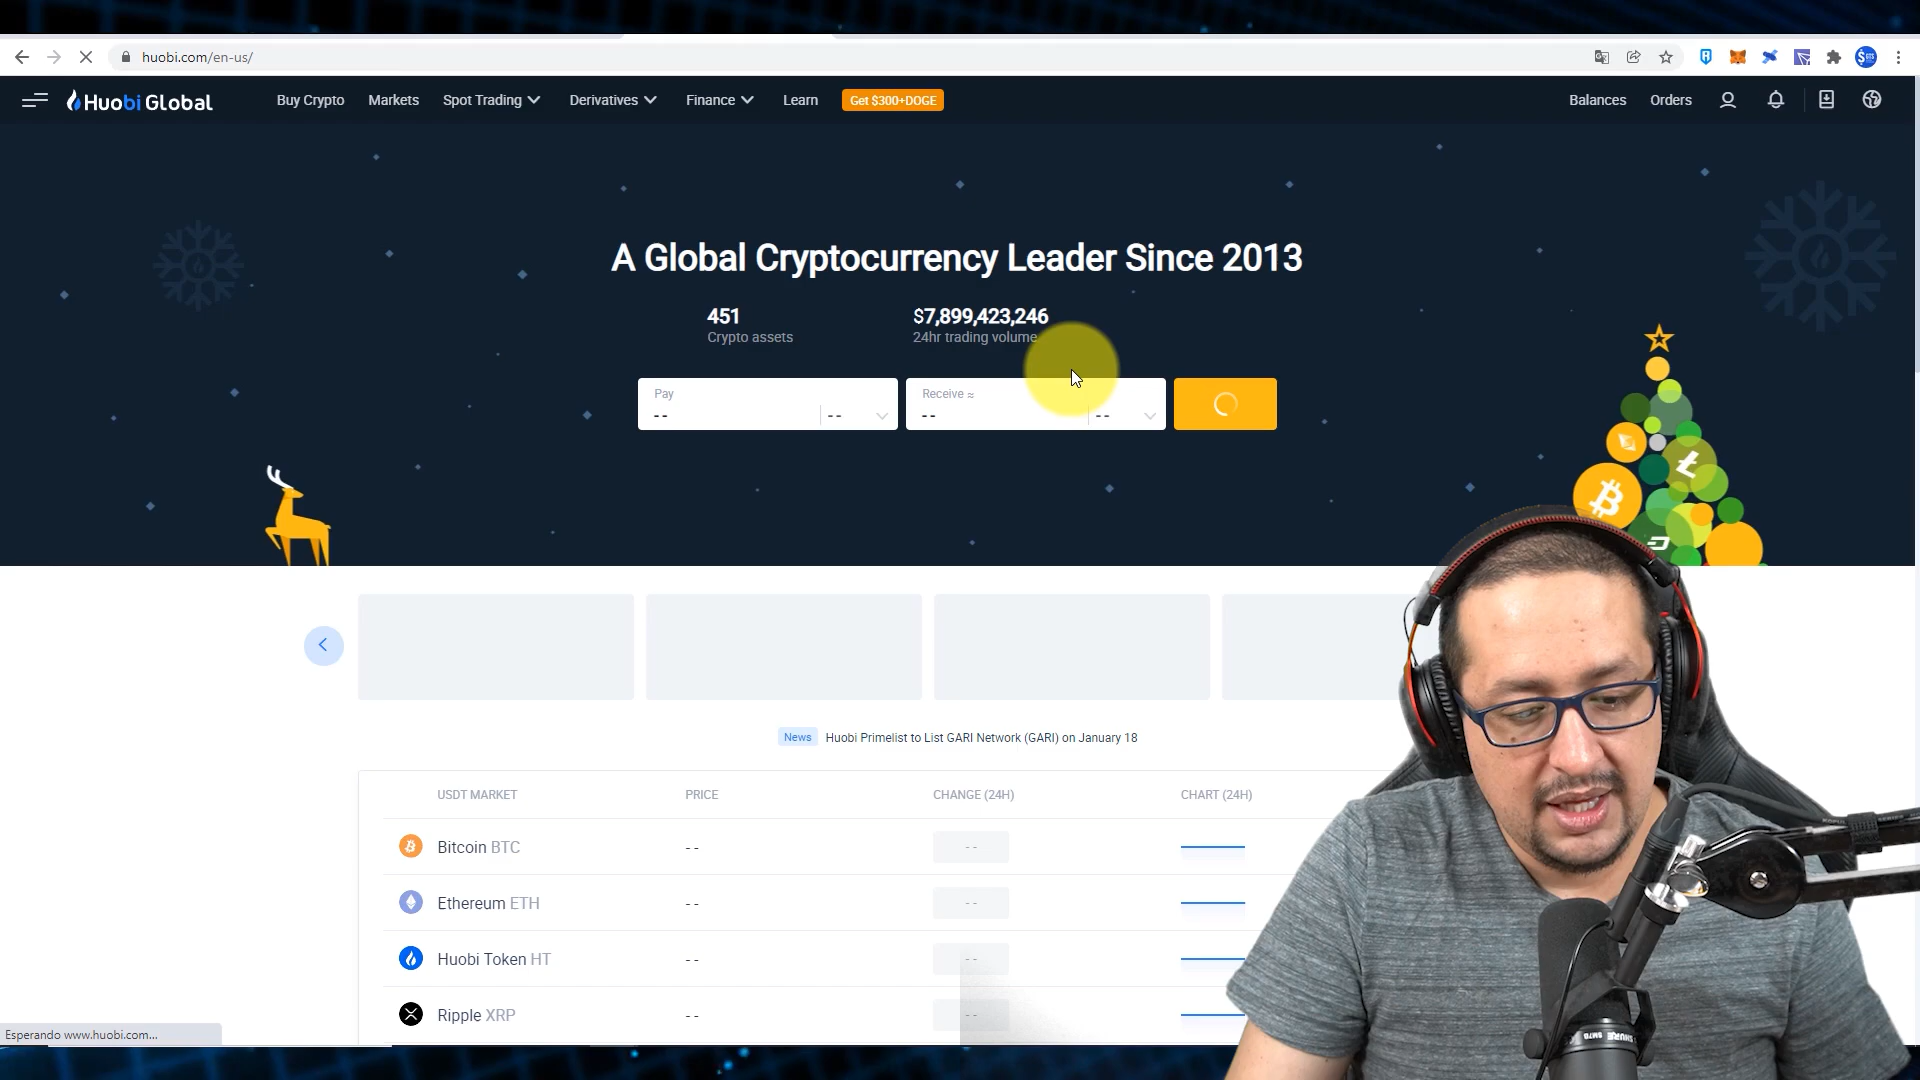 huobi.com/en-us/
Huobi Global
Buy Crypto
Markets
Spot Trading
Derivatives
Finance
Learn
Get $300+DOGE
Balances
Orders
A Global Cryptocurrency Leader Since 2013
451
$7,899,423,246
Crypto assets
24hr trading volume
Pay
Receive ≈
-- --
-- --
News Huobi Primelist to List GARI Network (GARI) on January 18
USDT MARKET
PRICE
CHANGE (24H)
CHART (24H)
Bitcoin BTC
--
--
Ethereum ETH
--
--
Huobi Token HT
--
--
Ripple XRP
--
--
Esperando www.huobi.com...
SHURE SM7B